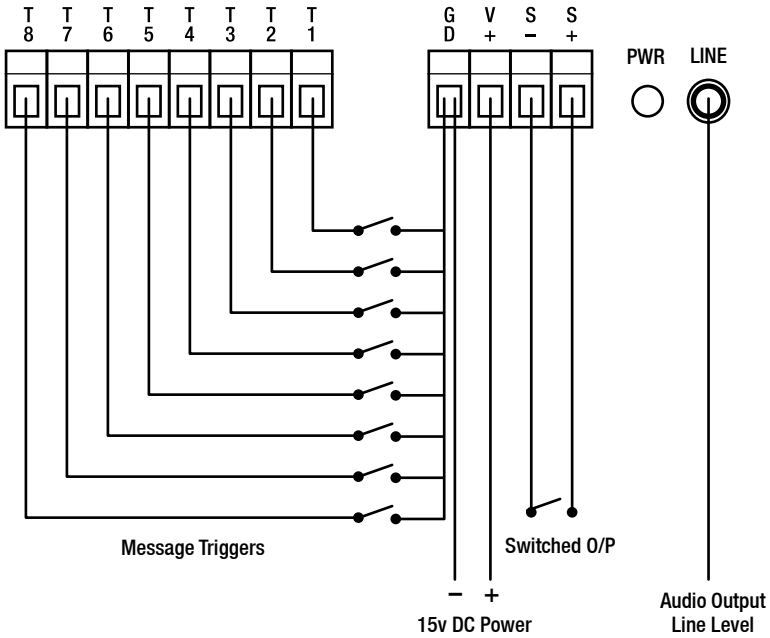 T T T T T T T T G V S S
8 7 6 5 4 3 2 1 D + – +
PWR LINE
Message Triggers
Switched O/P
– +
15v DC Power
Audio Output
Line Level